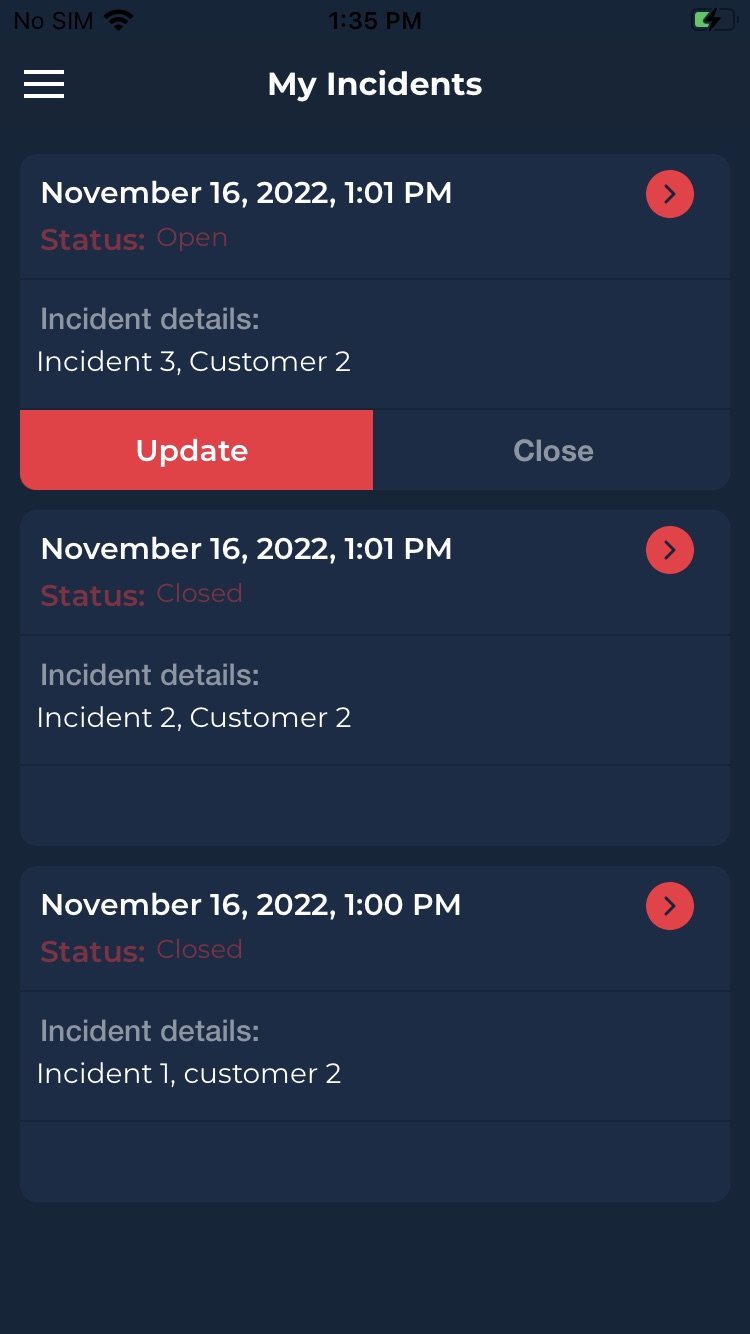 No SIM 1:35 PM
My Incidents
November 16, 2022, 1:01 PM
Status: Open
Incident details:
Incident 3, Customer 2
Update Close
November 16, 2022, 1:01 PM
Status: Closed
Incident details:
Incident 2, Customer 2
November 16, 2022, 1:00 PM
Status: Closed
Incident details:
Incident 1, customer 2